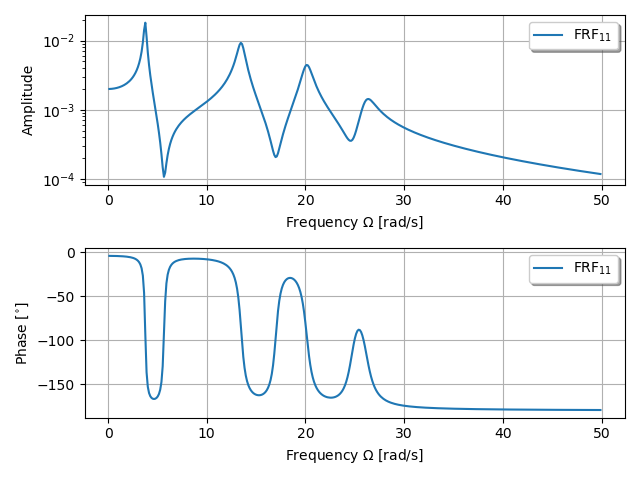 10⁻²
10⁻³
10⁻⁴
Amplitude
FRF₁₁
0 10 20 30 40 50
Frequency Ω [rad/s]
0
−50
−100
−150
Phase [°]
FRF₁₁
0 10 20 30 40 50
Frequency Ω [rad/s]